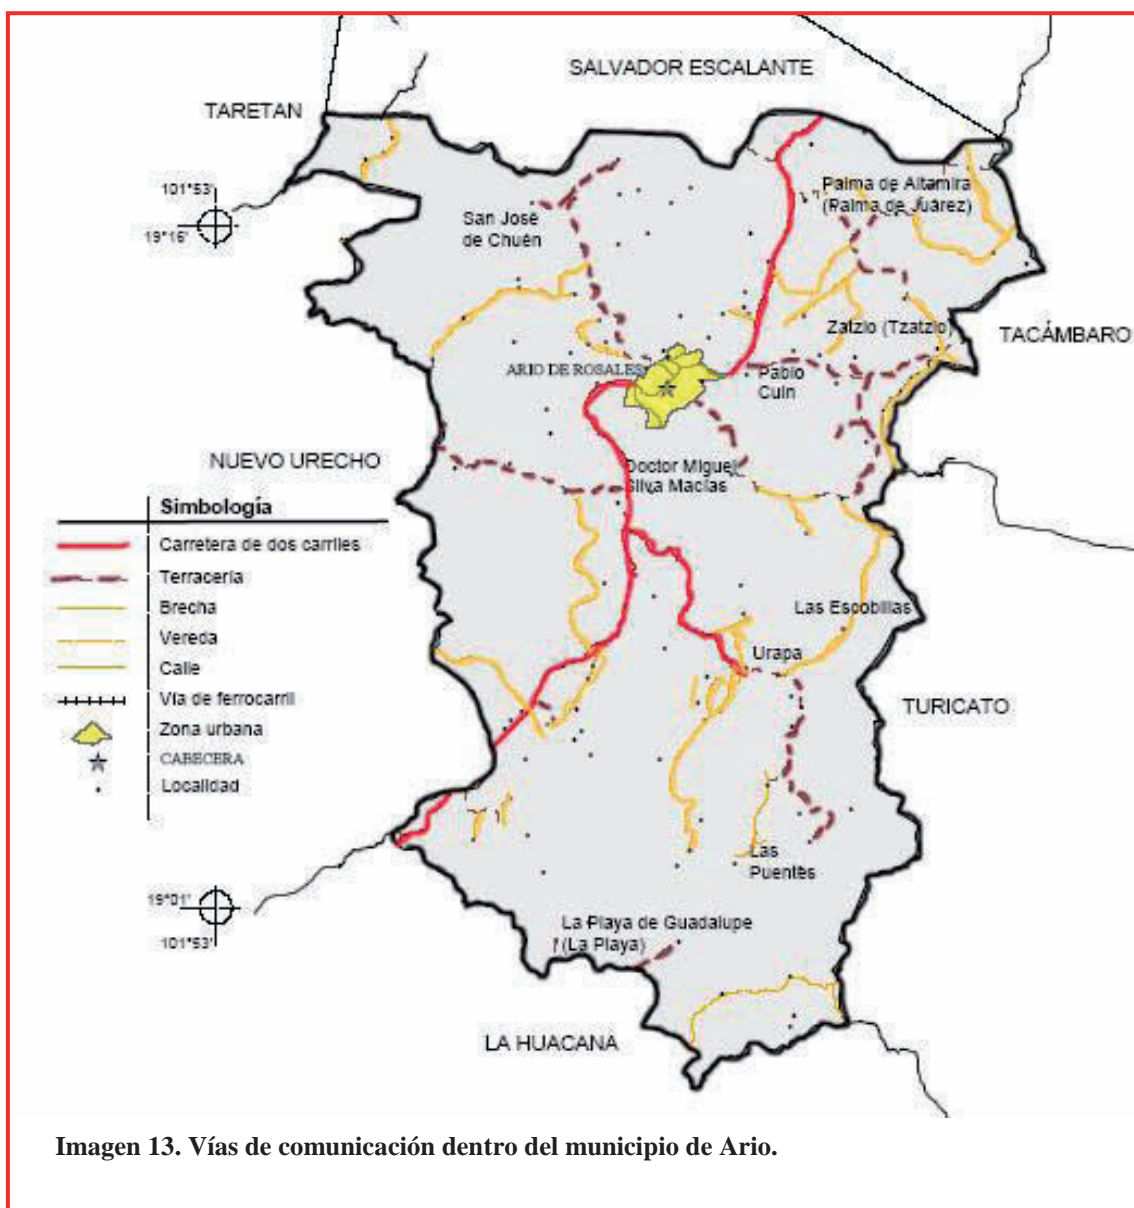 SALVADOR ESCALANTE
TARETAN
101°53'
19°16'
Palma de Altamira
(Palma de Juárez)
San José
de Chuén
Zatzio (Tzatzio)
TACÁMBARO
ARIO DE ROSALES
Pablo
Cuin
NUEVO URECHO
Doctor Miguel
Silva Macías
Simbología
Carretera de dos carriles
Terracería
Brecha
Vereda
Calle
Vía de ferrocarril
Zona urbana
CABECERA
Localidad
Las Escobillas
Urapa
TURICATO
Las
Puentes
19°01'
101°53'
La Playa de Guadalupe
(La Playa)
LA HUACANA
Imagen 13. Vías de comunicación dentro del municipio de Ario.